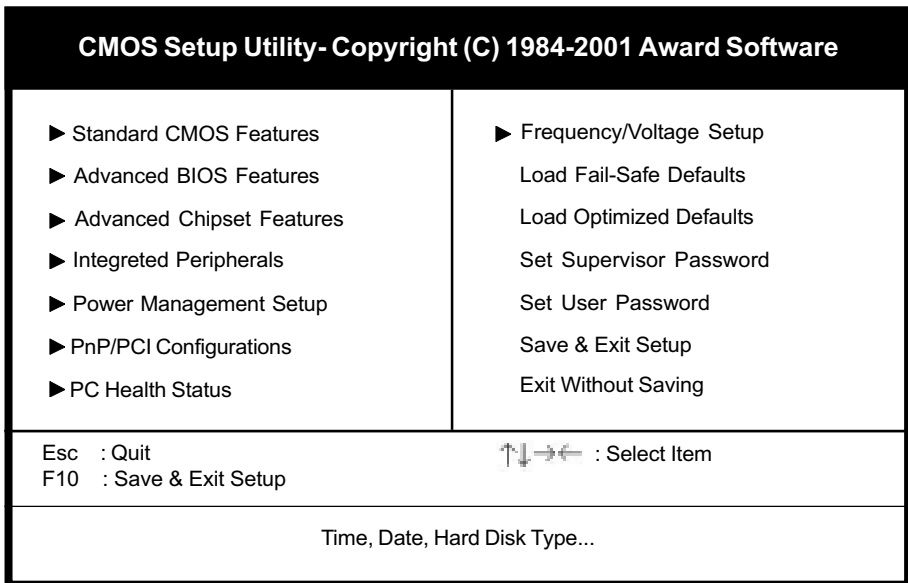 CMOS Setup Utility- Copyright (C) 1984-2001 Award Software
▶ Standard CMOS Features
▶ Advanced BIOS Features
▶ Advanced Chipset Features
▶ Integreted Peripherals
▶ Power Management Setup
▶ PnP/PCI Configurations
▶ PC Health Status
▶ Frequency/Voltage Setup
Load Fail-Safe Defaults
Load Optimized Defaults
Set Supervisor Password
Set User Password
Save & Exit Setup
Exit Without Saving
Esc : Quit
F10 : Save & Exit Setup
↑↓→← : Select Item
Time, Date, Hard Disk Type...